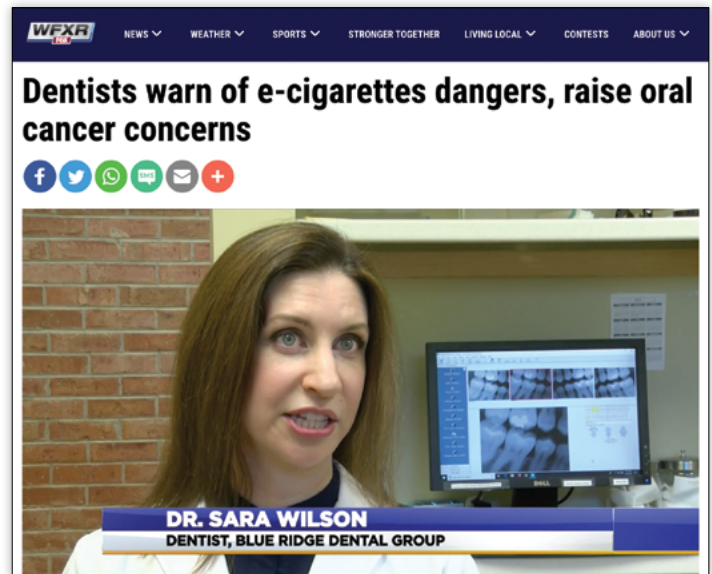 WFXR
FOX
NEWS WEATHER SPORTS STRONGER TOGETHER LIVING LOCAL CONTESTS ABOUT US
Dentists warn of e-cigarettes dangers, raise oral
cancer concerns
SMS
DELL
DR. SARA WILSON
DENTIST, BLUE RIDGE DENTAL GROUP